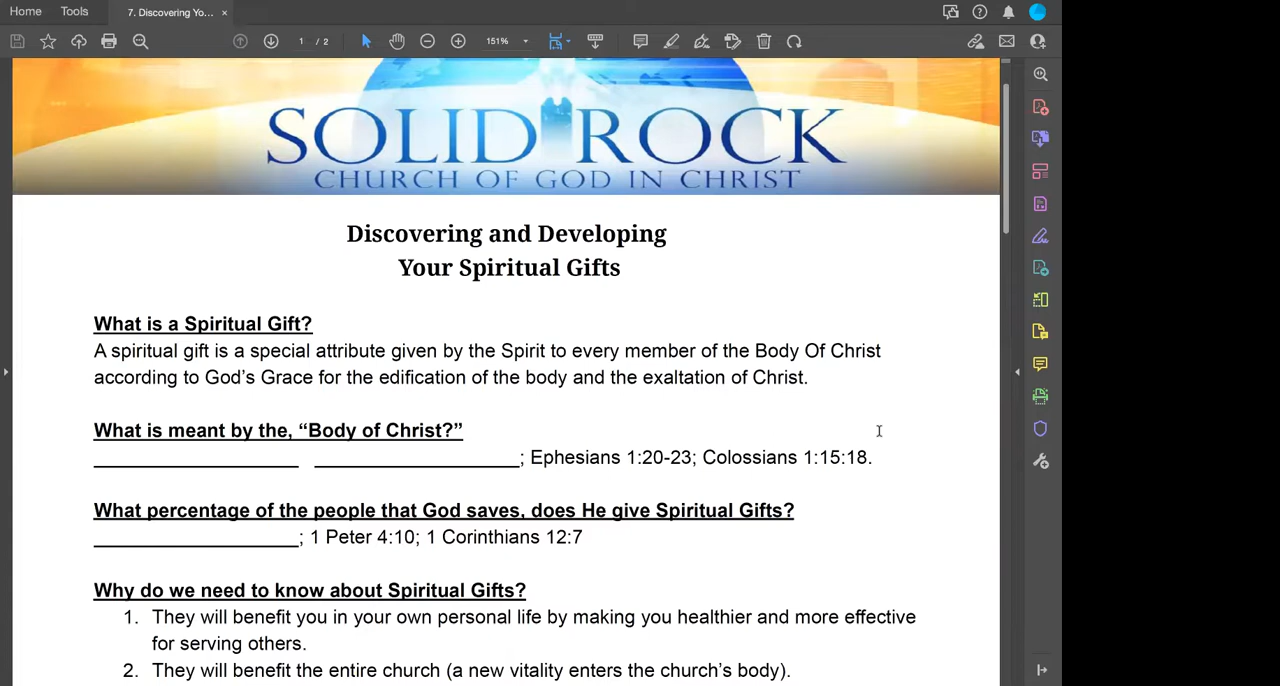 Home Tools 7. Discovering Yo... ×
1 / 2 151%
SOLID ROCK
CHURCH OF GOD IN CHRIST
Discovering and Developing
Your Spiritual Gifts
What is a Spiritual Gift?
A spiritual gift is a special attribute given by the Spirit to every member of the Body Of Christ
according to God’s Grace for the edification of the body and the exaltation of Christ.
What is meant by the, “Body of Christ?”
____________________ ____________________; Ephesians 1:20-23; Colossians 1:15:18.
What percentage of the people that God saves, does He give Spiritual Gifts?
____________________; 1 Peter 4:10; 1 Corinthians 12:7
Why do we need to know about Spiritual Gifts?
1. They will benefit you in your own personal life by making you healthier and more effective
for serving others.
2. They will benefit the entire church (a new vitality enters the church’s body).